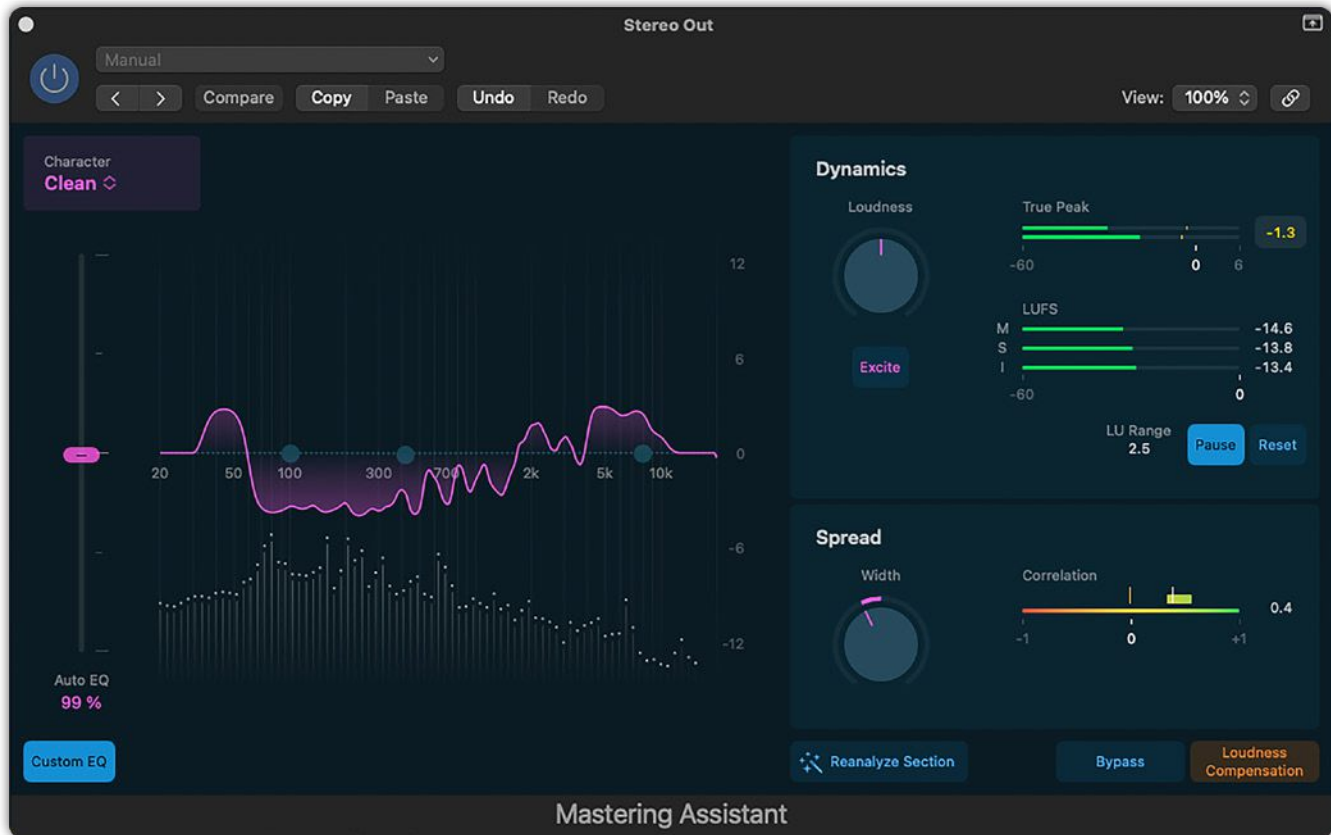 Stereo Out
Manual
Compare Copy Paste Undo Redo
View: 100%
Character
Clean
12
6
0
-6
-12
20 50 100 300 700 2k 5k 10k
Auto EQ
99 %
Custom EQ
Dynamics
Loudness
Excite
True Peak
-1.3
-60 0 6
LUFS
M -14.6
S -13.8
I -13.4
-60 0
LU Range
2.5
Pause Reset
Spread
Width
Correlation
0.4
-1 0 +1
Reanalyze Section
Bypass
Loudness
Compensation
Mastering Assistant